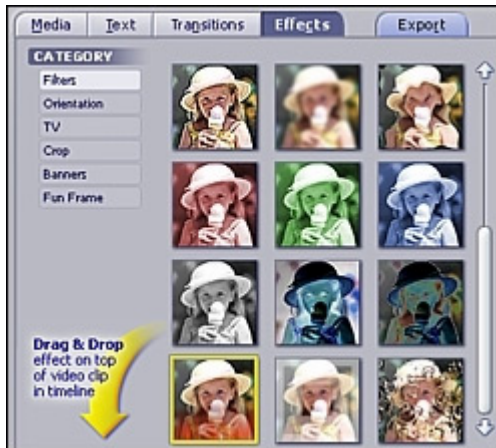 Media Text Transitions Effects Export
CATEGORY
Filters
Orientation
TV
Crop
Banners
Fun Frame
Drag & Drop
effect on top
of video clip
in timeline